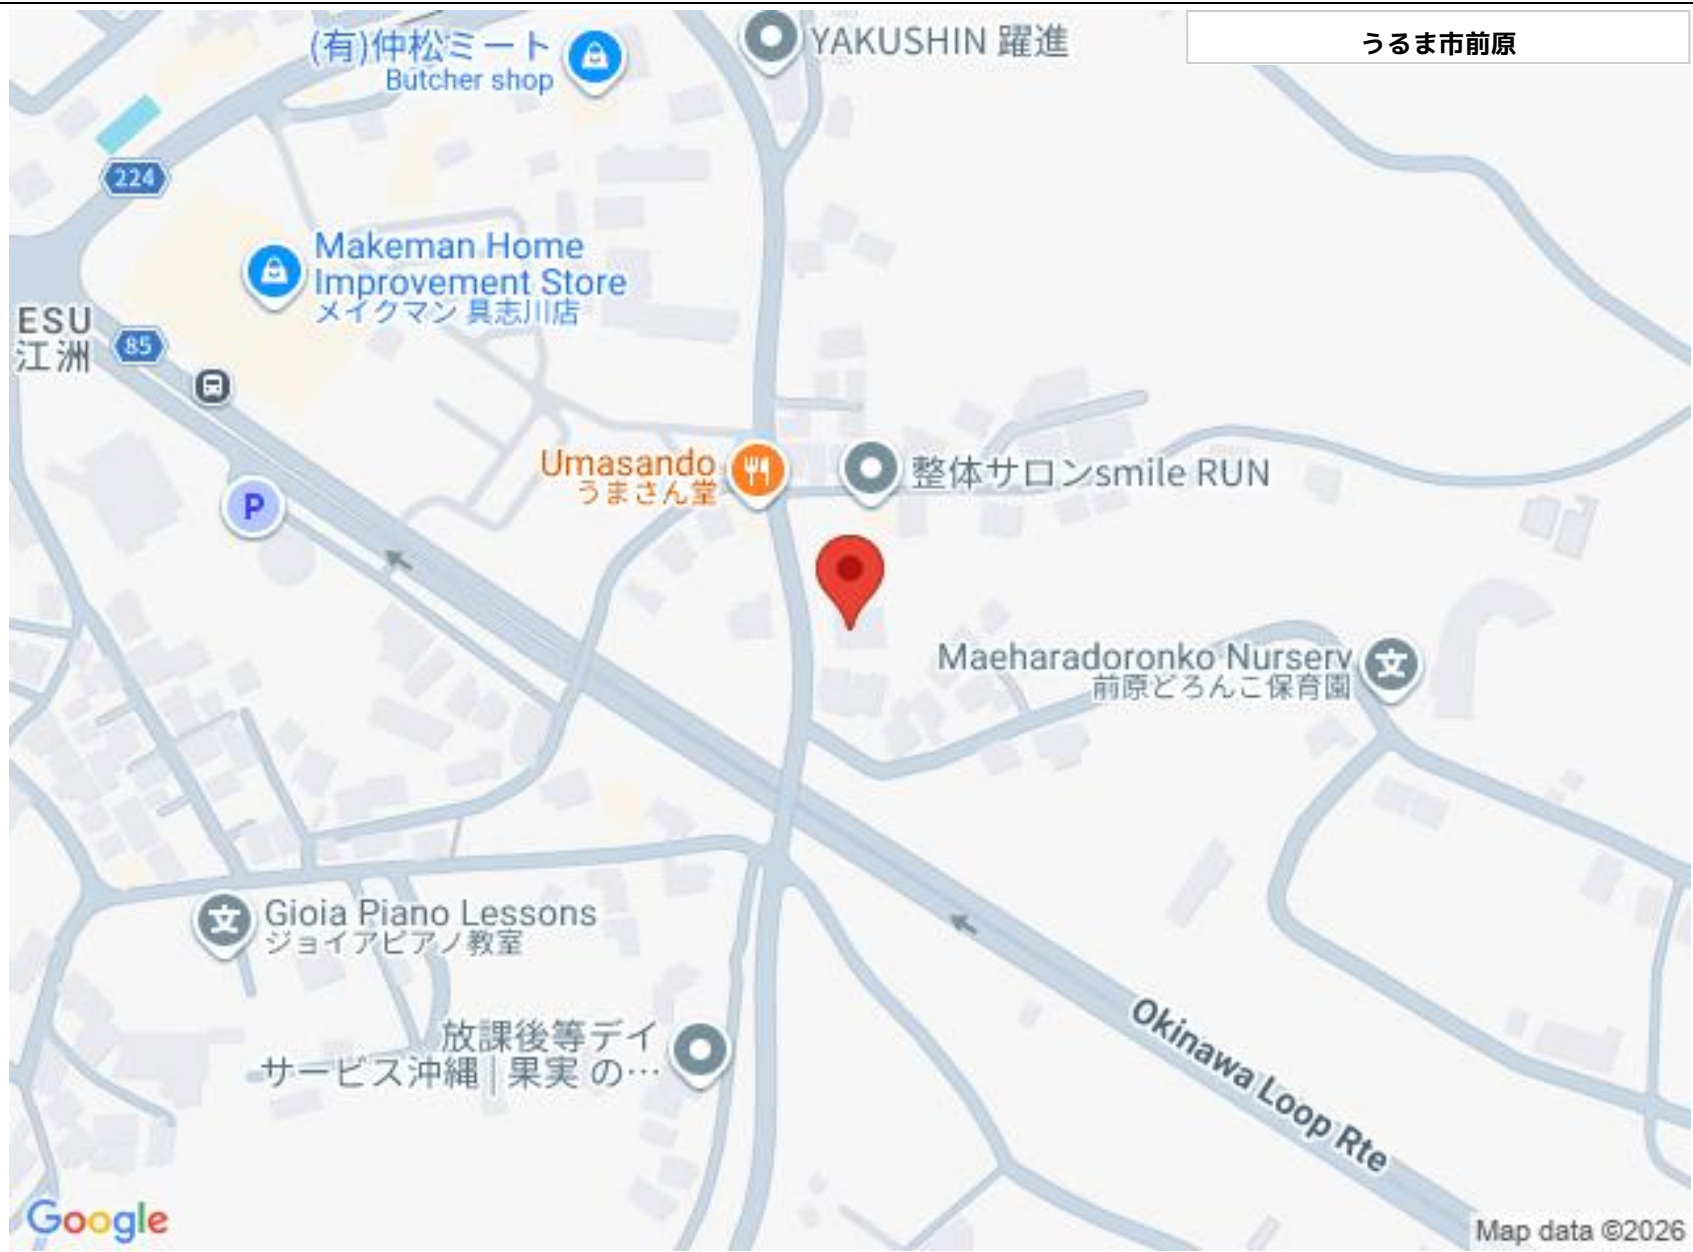 うるま市前原
(有)仲松ミート
Butcher shop
YAKUSHIN 躍進
224
Makeman Home
Improvement Store
メイクマン 具志川店
ESU
江洲
85
Umasando
うまさん堂
整体サロンsmile RUN
P
Maeharadoronko Nursery
前原どろんこ保育園
Gioia Piano Lessons
ジョイアピアノ教室
放課後等デイ
サービス沖縄 | 果実 の…
Okinawa Loop Rte
Google
Map data ©2026